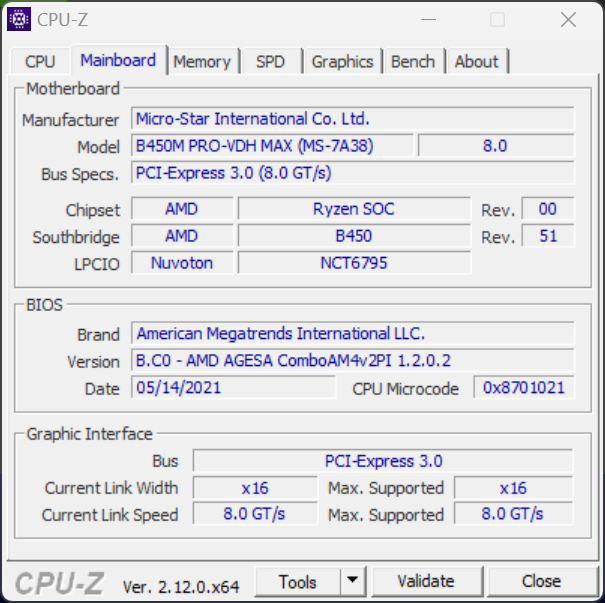 CPU-Z
CPU Mainboard Memory SPD Graphics Bench About
Motherboard
Manufacturer Micro-Star International Co. Ltd.
Model B450M PRO-VDH MAX (MS-7A38) 8.0
Bus Specs. PCI-Express 3.0 (8.0 GT/s)
Chipset AMD Ryzen SOC Rev. 00
Southbridge AMD B450 Rev. 51
LPCIO Nuvoton NCT6795
BIOS
Brand American Megatrends International LLC.
Version B.C0 - AMD AGESA ComboAM4v2PI 1.2.0.2
Date 05/14/2021 CPU Microcode 0x8701021
Graphic Interface
Bus PCI-Express 3.0
Current Link Width x16 Max. Supported x16
Current Link Speed 8.0 GT/s Max. Supported 8.0 GT/s
CPU-Z Ver. 2.12.0.x64 Tools Validate Close